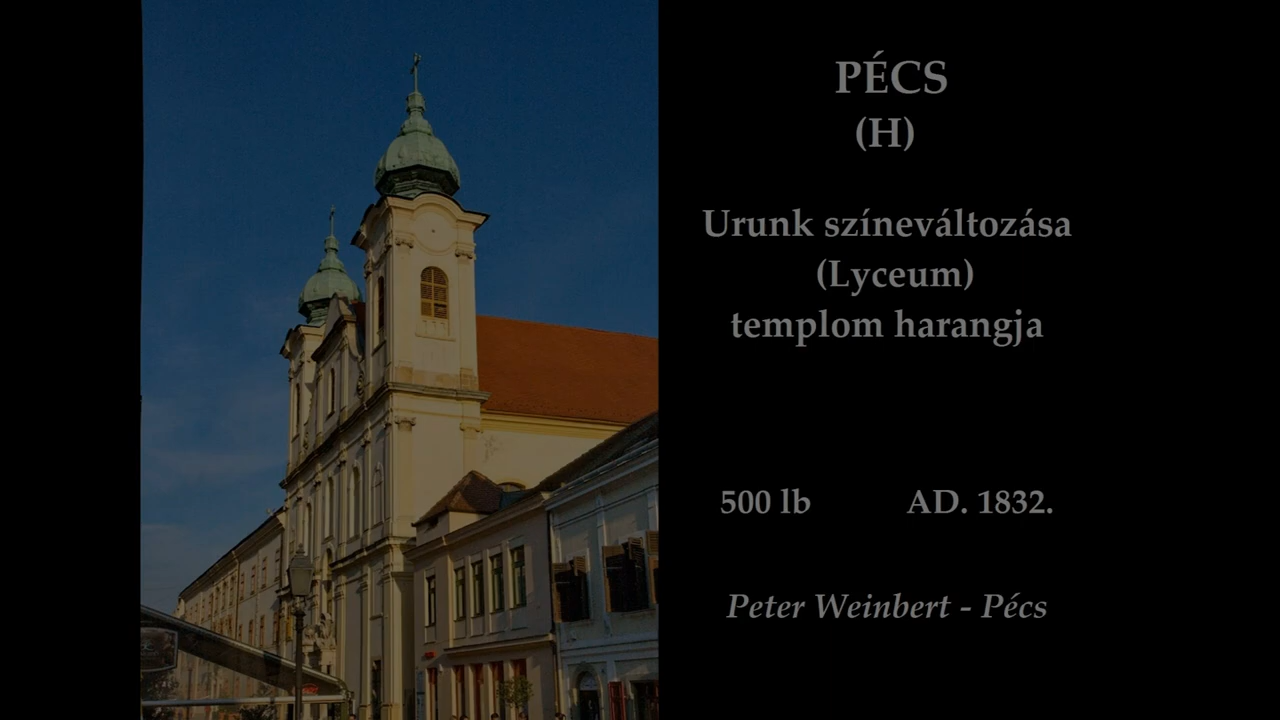 PÉCS
(H)
Urunk színeváltozása
(Lyceum)
templom harangja
500 lb AD. 1832.
Peter Weinbert - Pécs